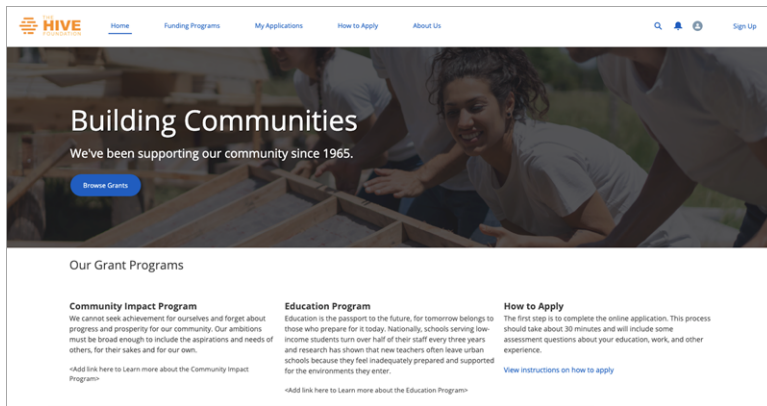 THE
HIVE
FOUNDATION
Home
Funding Programs
My Applications
How to Apply
About Us
Sign Up
Building Communities
We've been supporting our community since 1965.
Browse Grants
Our Grant Programs
Community Impact Program
We cannot seek achievement for ourselves and forget about
progress and prosperity for our community. Our ambitions
must be broad enough to include the aspirations and needs of
others, for their sakes and for our own.
<Add link here to Learn more about the Community Impact
Program>
Education Program
Education is the passport to the future, for tomorrow belongs to
those who prepare for it today. Nationally, schools serving low-
income students turn over half of their staff every three years
and research has shown that new teachers often leave urban
schools because they feel inadequately prepared and supported
for the environments they enter.
<Add link here to Learn more about the Education Program>
How to Apply
The first step is to complete the online application. This process
should take about 30 minutes and will include some
assessment questions about your education, work, and other
experience.
View instructions on how to apply